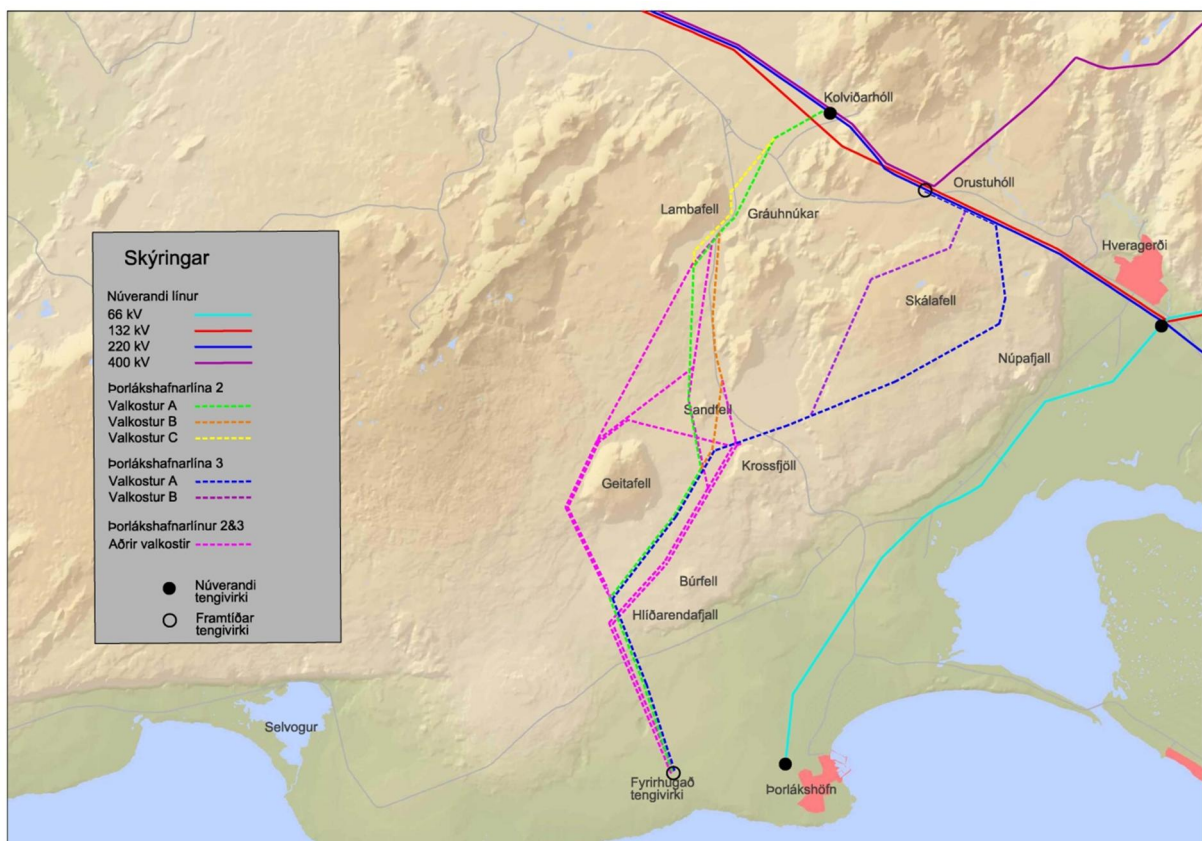 Kolviðarhóll
Orustuhóll
Lambafell
Gráuhnúkar
Hveragerði
Skálafell
Núpafjall
Sandfell
Krossfjöll
Geitafell
Búrfell
Hlíðarendafjall
Selvogur
Fyrirhugað
tengivirki
Þorlákshöfn
Skýringar
Núverandi línur
66 kV
132 kV
220 kV
400 kV
Þorlákshafnarlína 2
Valkostur A
Valkostur B
Valkostur C
Þorlákshafnarlína 3
Valkostur A
Valkostur B
Þorlákshafnarlínur 2&3
Aðrir valkostir
Núverandi
tengivirki
Framtíðar
tengivirki